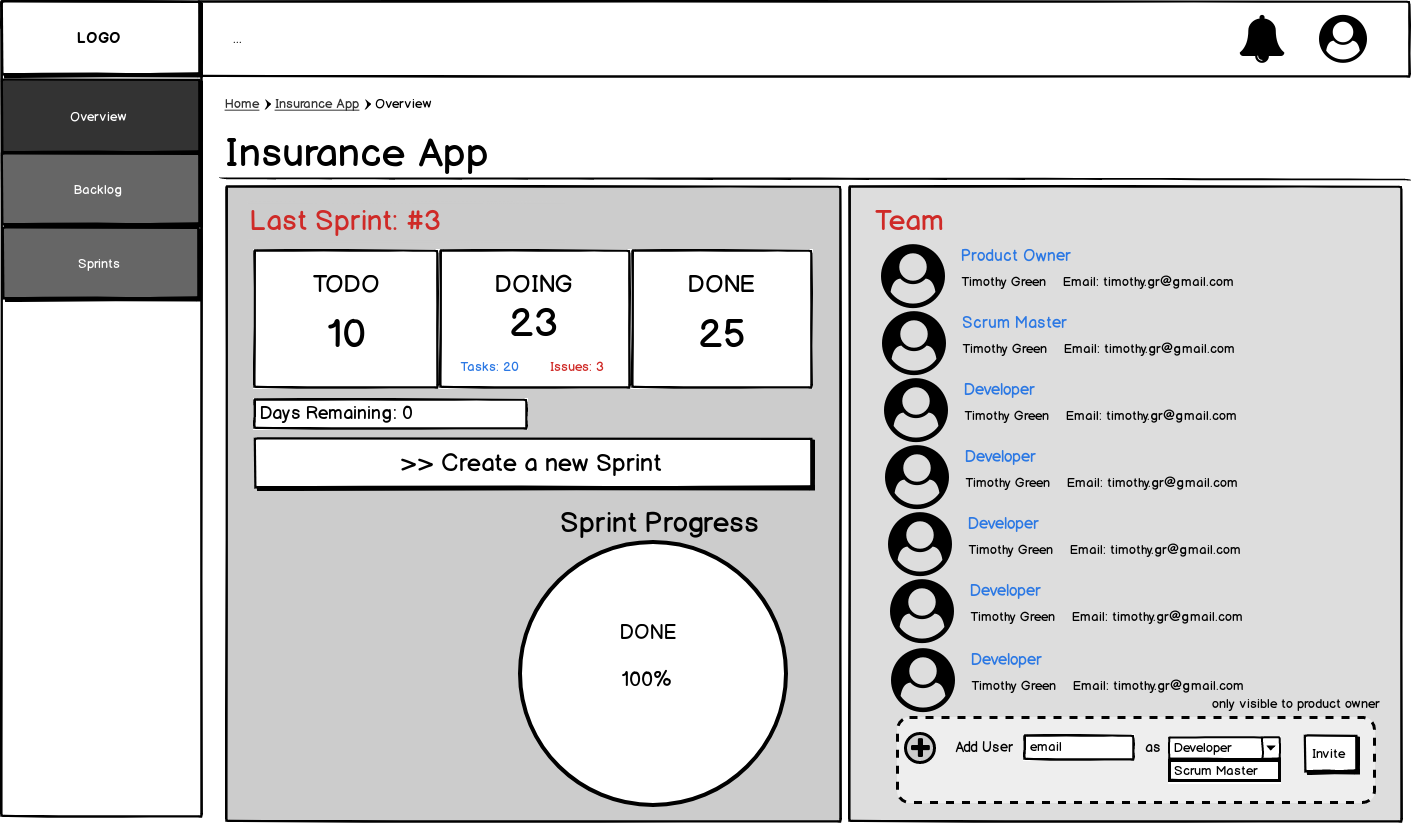 LOGO
...
Overview
Backlog
Sprints
Home Insurance App Overview
Insurance App
Last Sprint: #3
TODO
10
DOING
23
Tasks: 20 Issues: 3
DONE
25
Days Remaining: 0
>> Create a new Sprint
Sprint Progress
DONE
100%
Team
Product Owner
Timothy Green Email: timothy.gr@gmail.com
Scrum Master
Timothy Green Email: timothy.gr@gmail.com
Developer
Timothy Green Email: timothy.gr@gmail.com
Developer
Timothy Green Email: timothy.gr@gmail.com
Developer
Timothy Green Email: timothy.gr@gmail.com
Developer
Timothy Green Email: timothy.gr@gmail.com
Developer
Timothy Green Email: timothy.gr@gmail.com
only visible to product owner
Add User email as Developer Invite
Scrum Master